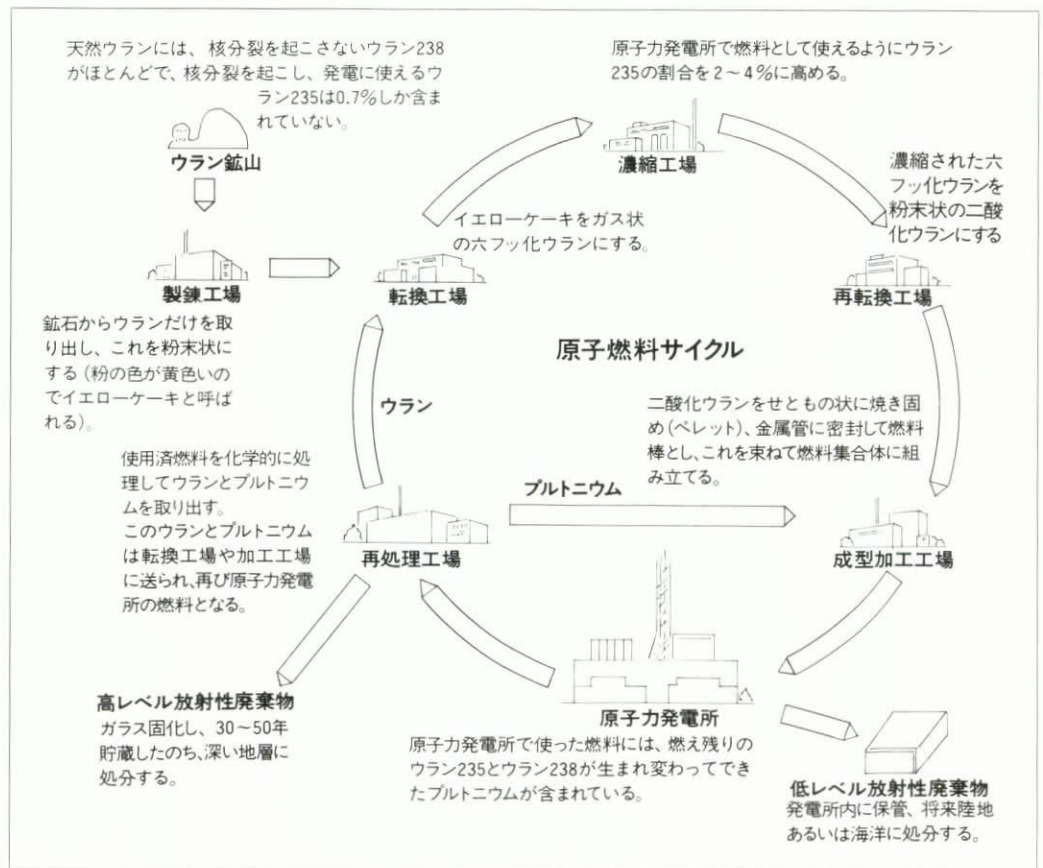 天然ウランには、核分裂を起こさないウラン238
がほとんどで、核分裂を起こし、発電に使えるウ
ラン235は0.7%しか含ま
れていない。
ウラン鉱山
原子力発電所で燃料として使えるようにウラン
235の割合を2～4%に高める。
濃縮工場
濃縮された六
フッ化ウランを
粉末状の二酸
化ウランにする
再転換工場
イエローケーキをガス状
の六フッ化ウランにする。
転換工場
製錬工場
鉱石からウランだけを取
り出し、これを粉末状に
する(粉の色が黄色いの
でイエローケーキと呼ば
れる)。
原子燃料サイクル
ウラン
二酸化ウランをせともの状に焼き固
め(ペレット)、金属管に密封して燃料
棒とし、これを束ねて燃料集合体に組
み立てる。
使用済燃料を化学的に処
理してウランとプルトニウ
ムを取り出す。
このウランとプルトニウム
は転換工場や加工工場
に送られ、再び原子力発電
所の燃料となる。
プルトニウム
再処理工場
成型加工工場
高レベル放射性廃棄物
ガラス固化し、30～50年
貯蔵したのち、深い地層に
処分する。
原子力発電所
原子力発電所で使った燃料には、燃え残りの
ウラン235とウラン238が生まれ変わってでき
たプルトニウムが含まれている。
低レベル放射性廃棄物
発電所内に保管、将来陸地
あるいは海洋に処分する。